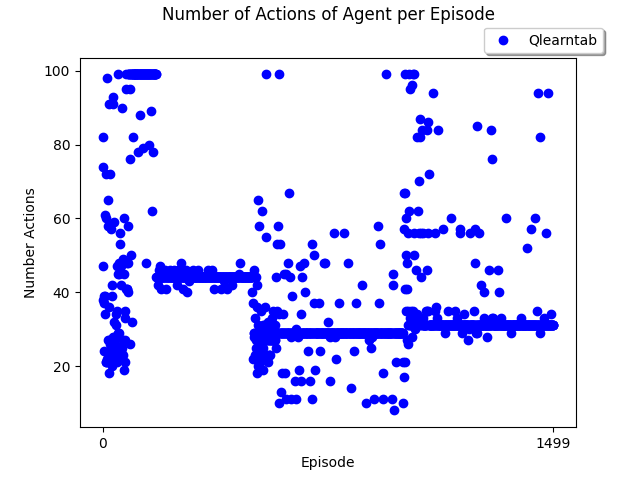 Number of Actions of Agent per Episode
Qlearntab
100
80
60
40
20
Number Actions
0
1499
Episode